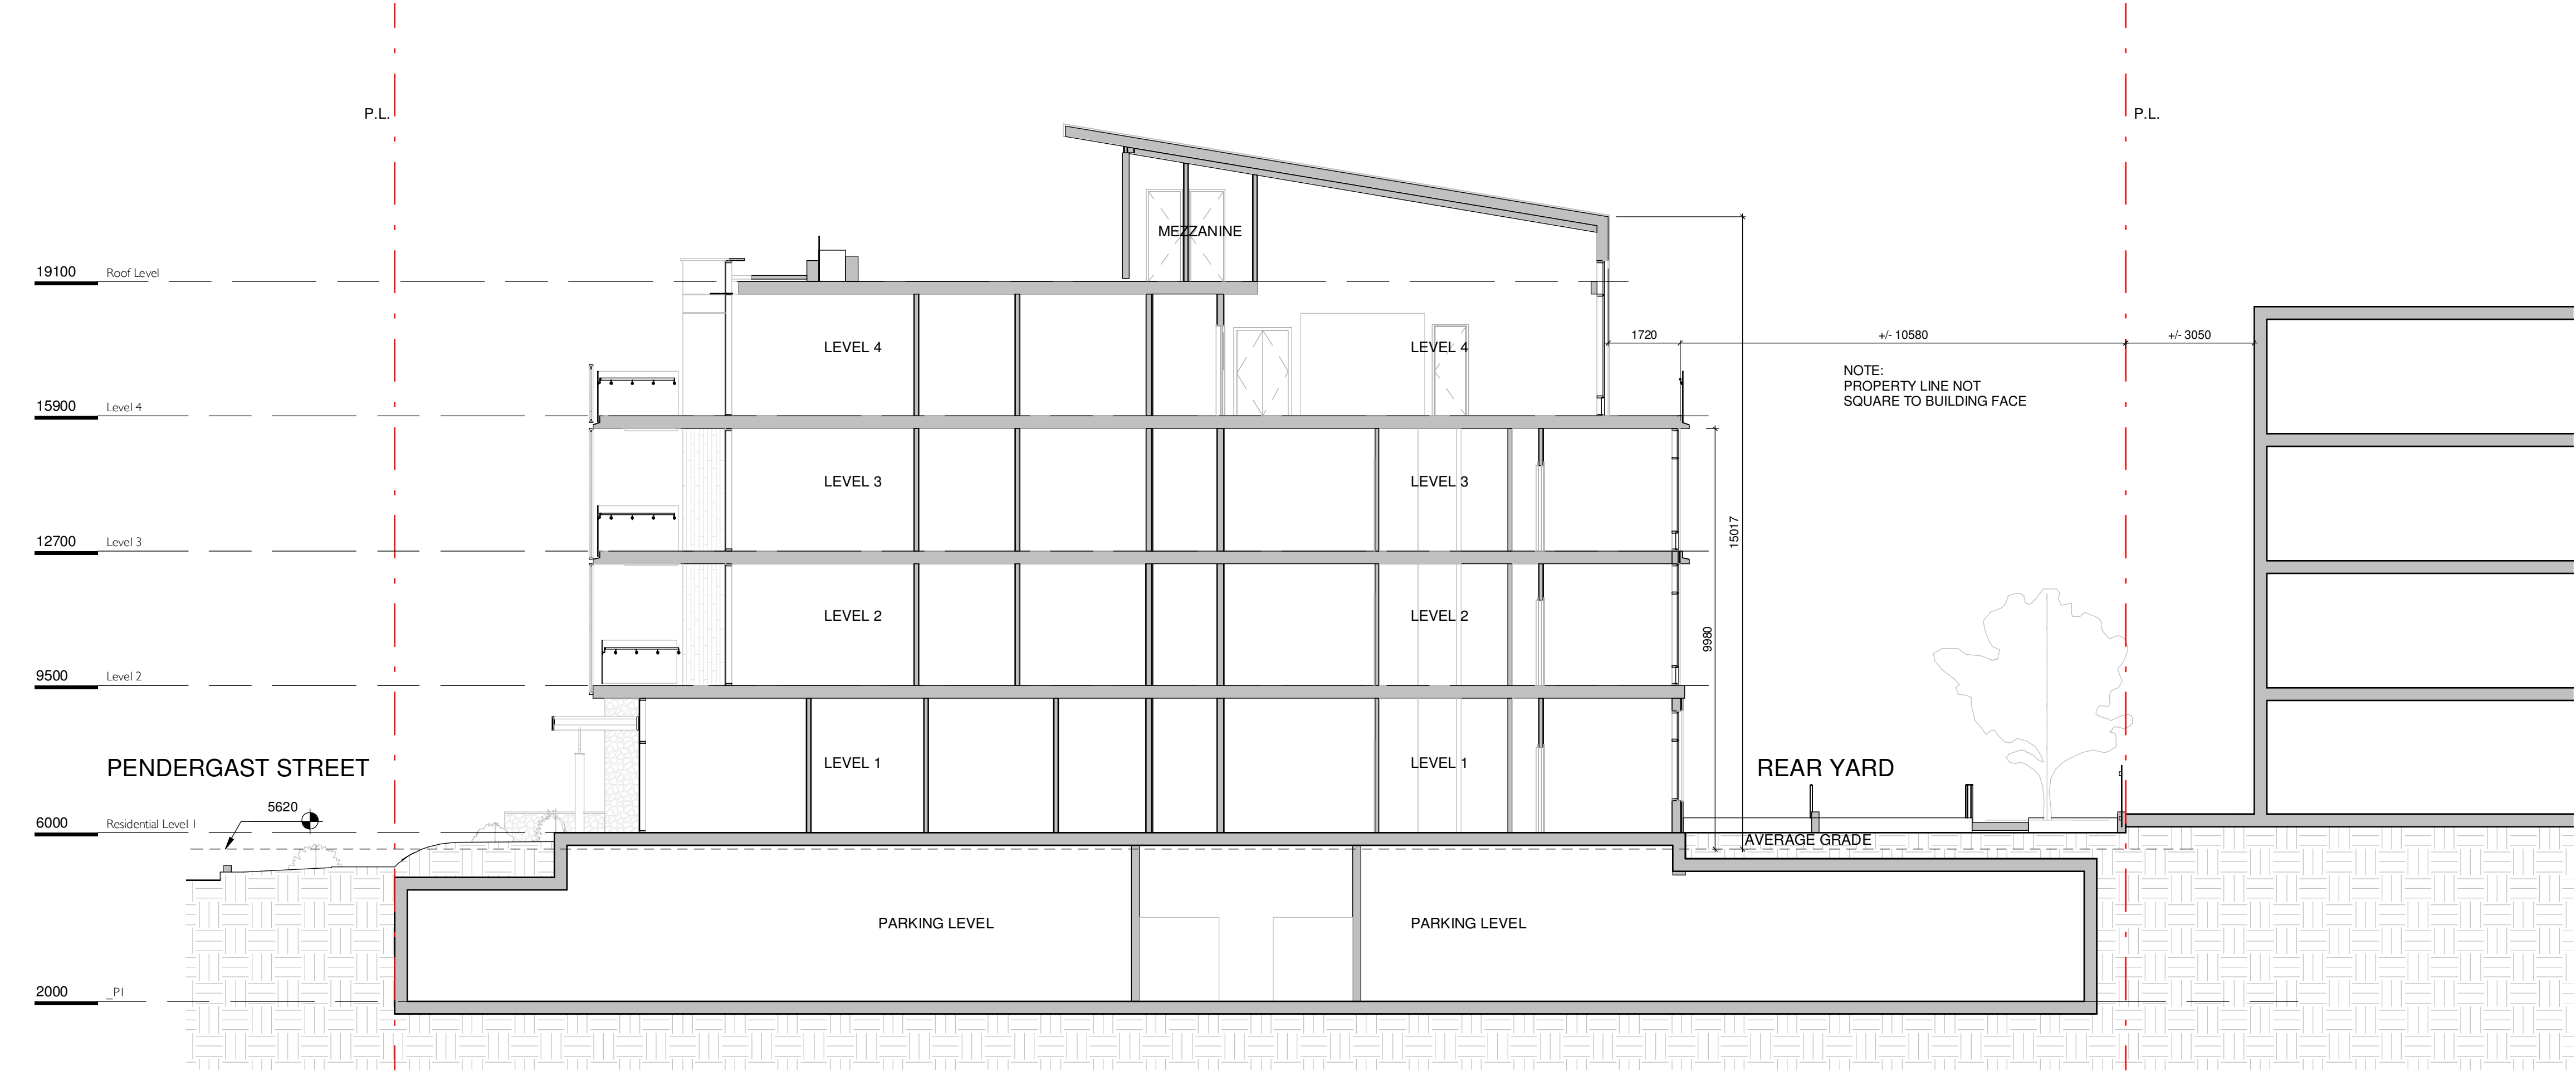 P.L.
P.L.
MEZZANINE
19100 Roof Level
1720
+/- 10580
+/- 3050
LEVEL 4
LEVEL 4
NOTE:
PROPERTY LINE NOT
SQUARE TO BUILDING FACE
15900 Level 4
LEVEL 3
LEVEL 3
15017
12700 Level 3
LEVEL 2
LEVEL 2
9980
9500 Level 2
PENDERGAST STREET
LEVEL 1
LEVEL 1
REAR YARD
5620
6000 Residential Level 1
AVERAGE GRADE
PARKING LEVEL
PARKING LEVEL
2000 _P1